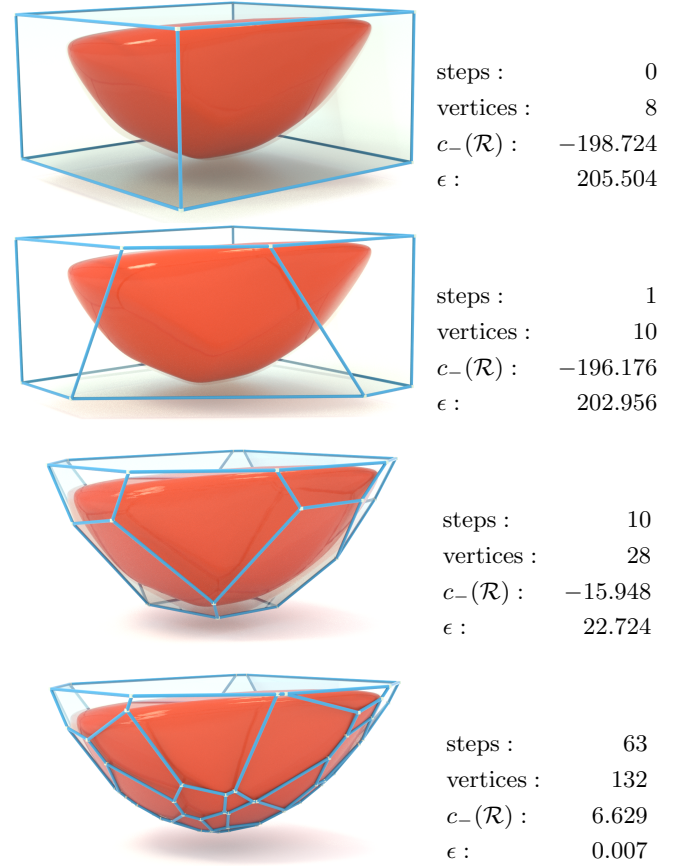 steps : 0
vertices : 8
c₋(ℛ) : −198.724
ϵ : 205.504
steps : 1
vertices : 10
c₋(ℛ) : −196.176
ϵ : 202.956
steps : 10
vertices : 28
c₋(ℛ) : −15.948
ϵ : 22.724
steps : 63
vertices : 132
c₋(ℛ) : 6.629
ϵ : 0.007